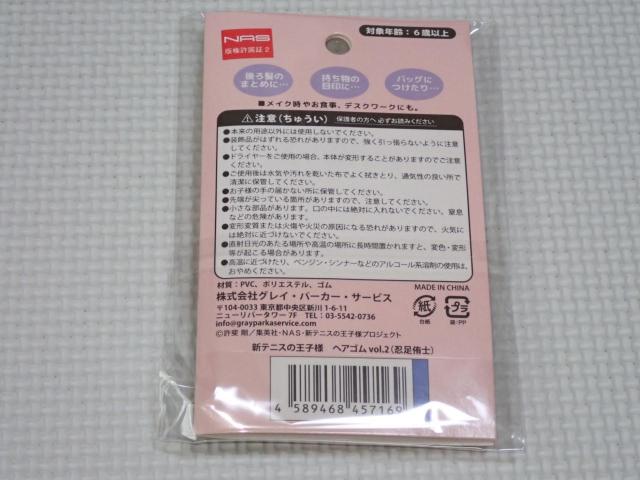 NAS
版権許諾証2
対象年齢：6歳以上
後ろ髪の
まとめに…
持ち物の
目印に…
バッグに
つけたり…
■メイク時やお食事、デスクワークにも。
注意(ちゅうい) 保護者の方へ 必ずお読みください
●本来の用途以外には使用しないでください。
●装飾品がはずれる恐れがありますので、強く引っ張らないように注意
してください。
●ドライヤーをご使用の場合、本体が変形することがありますのでご注意
ください。
●ご使用後は水気や汚れを乾いた布でよく拭きとり、通気性の良い所で
清潔に保管してください。
●お子様の手の届かない所に保管してください。
●先端が尖っている箇所がありますので、注意してください。
●小さな部品があります。口の中には絶対に入れないでください。窒息
などの危険があります。
●変形変質または火傷や火災の原因になる恐れがありますので、火気に
は絶対に近づけないでください。
●直射日光のあたる場所や高温の場所に長時間置かれますと、変色・変形
等が起こる場合があります。
●高温に近づけたり、ベンジン・シンナーなどのアルコール系溶剤の使用は、
おやめください。
材質：PVC、ポリエステル、ゴム
MADE IN CHINA
株式会社グレイ・パーカー・サービス
〒104-0033 東京都中央区新川 1-6-11
ニューリバータワー 7F TEL：03-5542-0736
info@grayparkaservice.com
©許斐 剛／集英社・NAS・新テニスの王子様プロジェクト
紙
台紙
プラ
袋:PP
新テニスの王子様 ヘアゴム vol.2(忍足侑士)
4 589468 457169